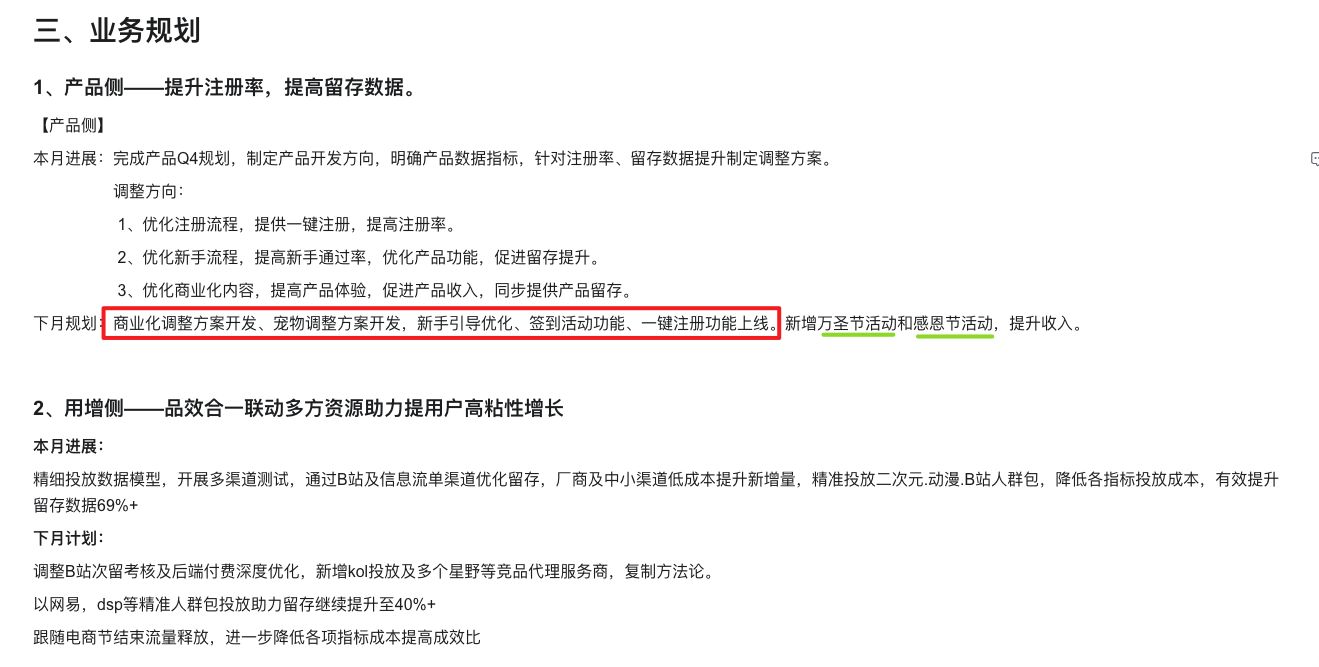 三、业务规划
1、产品侧——提升注册率，提高留存数据。
【产品侧】
本月进展：完成产品Q4规划，制定产品开发方向，明确产品数据指标，针对注册率、留存数据提升制定调整方案。
调整方向：
1、优化注册流程，提供一键注册，提高注册率。
2、优化新手流程，提高新手通过率，优化产品功能，促进留存提升。
3、优化商业化内容，提高产品体验，促进产品收入，同步提供产品留存。
下月规划：商业化调整方案开发、宠物调整方案开发，新手引导优化、签到活动功能、一键注册功能上线。新增万圣节活动和感恩节活动，提升收入。
2、用增侧——品效合一联动多方资源助力提用户高粘性增长
本月进展：
精细投放数据模型，开展多渠道测试，通过B站及信息流单渠道优化留存，厂商及中小渠道低成本提升新增量，精准投放二次元.动漫.B站人群包，降低各指标投放成本，有效提升
留存数据69%+
下月计划：
调整B站次留考核及后端付费深度优化，新增kol投放及多个星野等竞品代理服务商，复制方法论。
以网易，dsp等精准人群包投放助力留存继续提升至40%+
跟随电商节结束流量释放，进一步降低各项指标成本提高成效比